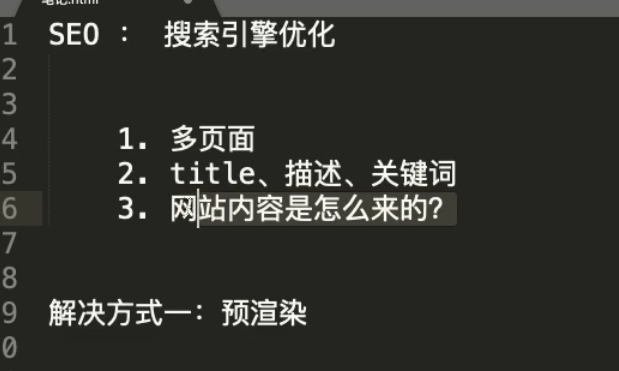 笔记.html
1 SEO : 搜索引擎优化
2
3
4 1. 多页面
5 2. title、描述、关键词
6 3. 网站内容是怎么来的?
7
8
9 解决方式一: 预渲染
0